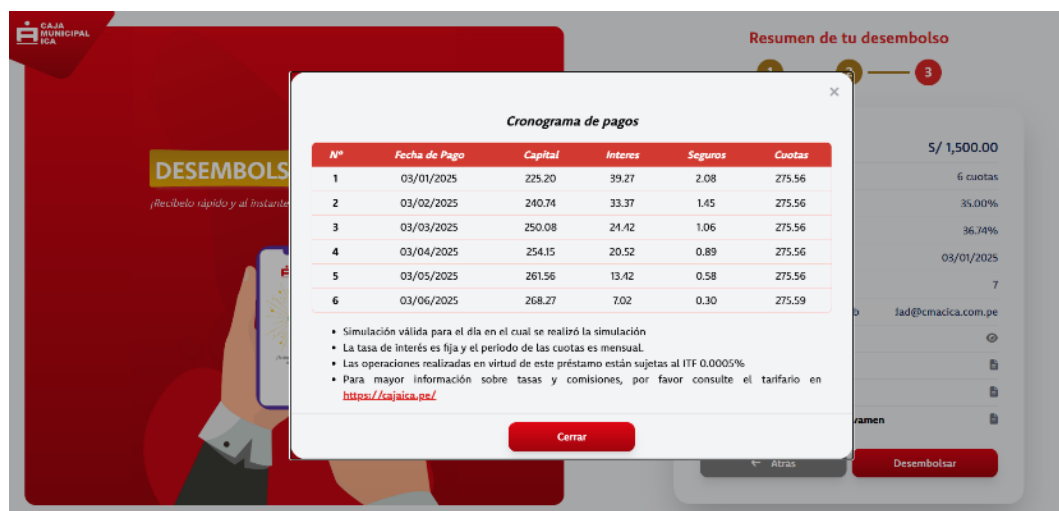 CAJA
MUNICIPAL
ICA
Resumen de tu desembolso
1 2 3
DESEMBOLS
¡Recíbelo rápido y al instante
×
Cronograma de pagos
Nº Fecha de Pago Capital Interes Seguros Cuotas
1 03/01/2025 225.20 39.27 2.08 275.56
2 03/02/2025 240.74 33.37 1.45 275.56
3 03/03/2025 250.08 24.42 1.06 275.56
4 03/04/2025 254.15 20.52 0.89 275.56
5 03/05/2025 261.56 13.42 0.58 275.56
6 03/06/2025 268.27 7.02 0.30 275.59
• Simulación válida para el día en el cual se realizó la simulación
• La tasa de interés es fija y el periodo de las cuotas es mensual.
• Las operaciones realizadas en virtud de este préstamo están sujetas al ITF 0.0005%
• Para mayor información sobre tasas y comisiones, por favor consulte el tarifario en
https://cajaica.pe/
Cerrar
S/ 1,500.00
6 cuotas
35.00%
36.74%
03/01/2025
7
dad@cmacica.com.pe
vamen
← Atras
Desembolsar